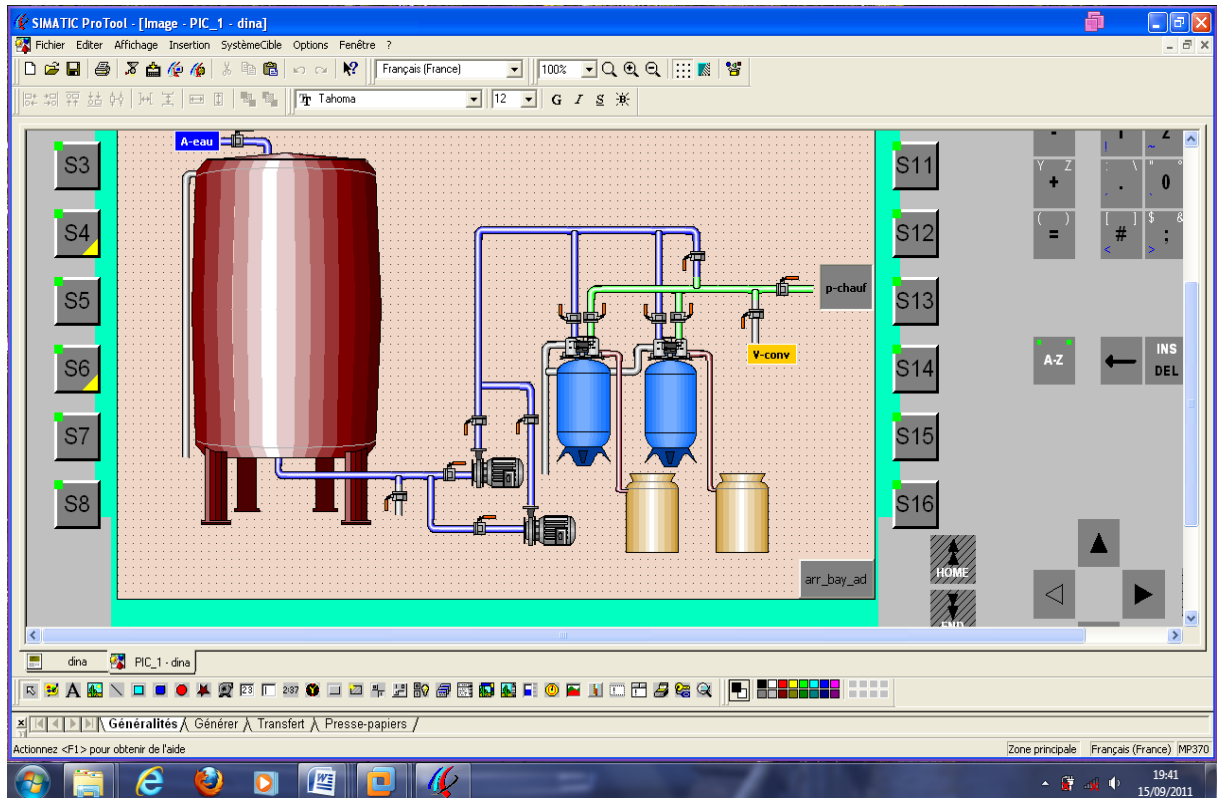 SIMATIC ProTool - [Image - PIC_1 - dina]
Fichier Editer Affichage Insertion SystèmeCible Options Fenêtre ?
Français (France) 100%
Tahoma 12 G I S
A-eau
S3
S4
S5
S6
S7
S8
p-chauf
V-conv
arr_bay_ad
S11
S12
S13
S14
S15
S16
Y Z
+
:
\
.
"
°
0
( )
=
[ ]
#
<
$ &
;
>
A-Z
INS
DEL
HOME
END
dina PIC_1 - dina
Généralités Générer Transfert Presse-papiers
Actionnez <F1> pour obtenir de l'aide
Zone principale Français (France) MP370
19:41
15/09/2011